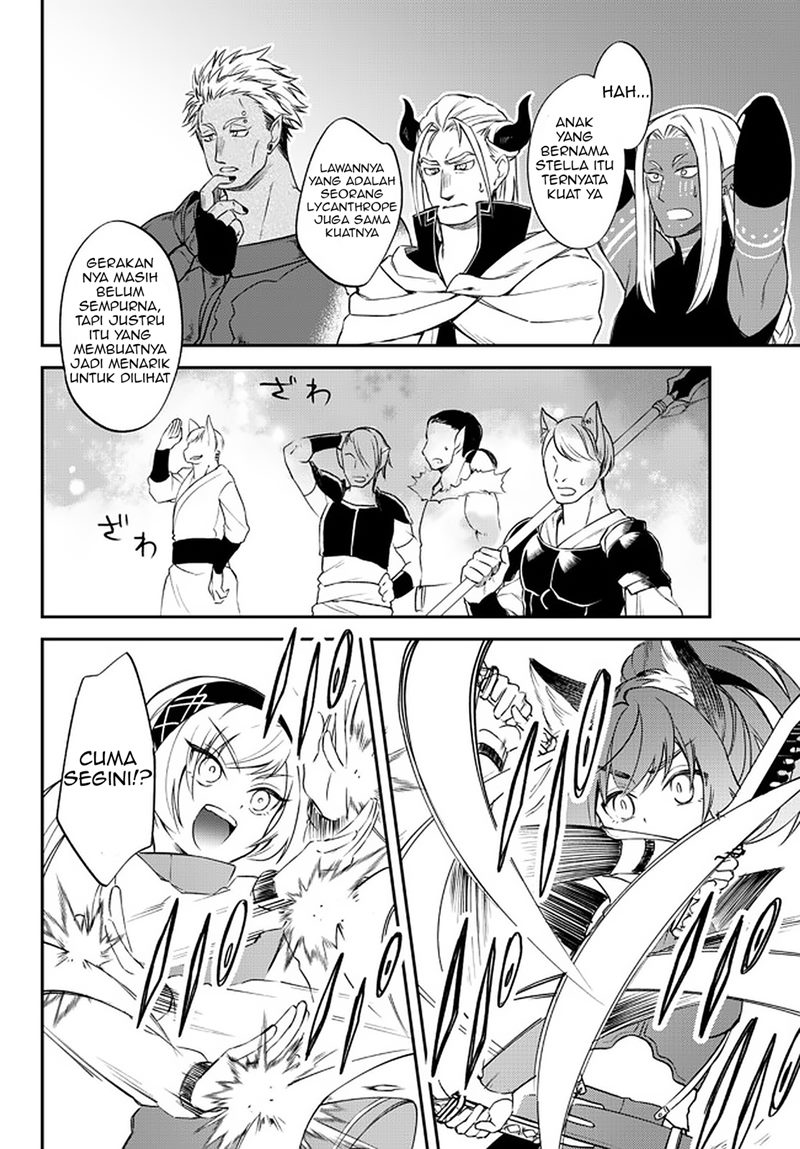 HAH...
ANAK
YANG
BERNAMA
STELLA ITU
TERNYATA
KUAT YA
LAWANNYA
YANG ADALAH
SEORANG
LYCANTHROPE
JUGA SAMA
KUATNYA
GERAKAN
NYA MASIH
BELUM
SEMPURNA,
TAPI JUSTRU
ITU YANG
MEMBUATNYA
JADI MENARIK
UNTUK DILIHAT
ざわ
ざわ
CUMA
SEGINI!?